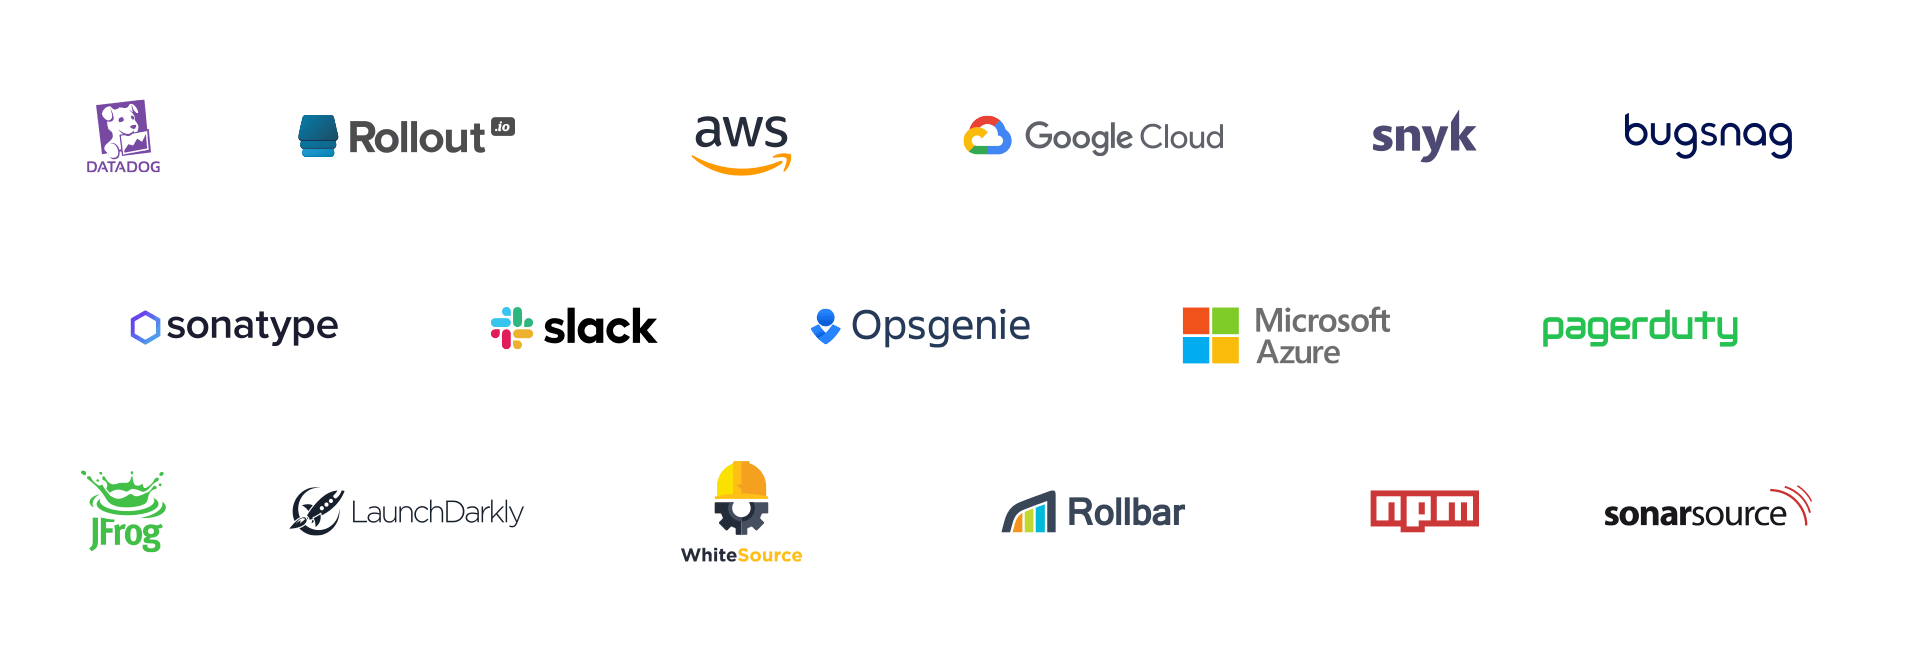 DATADOG
Rollout .io
aws
Google Cloud
snyk
bugsnag
sonatype
slack
Opsgenie
Microsoft
Azure
pagerduty
JFrog
LaunchDarkly
WhiteSource
Rollbar
npm
sonarsource